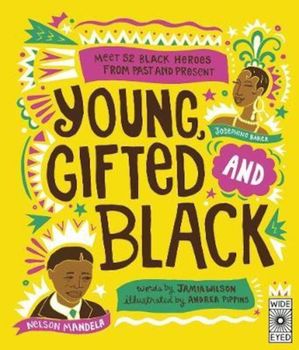 MEET 52 BLACK HEROES
FROM PAST AND PRESENT
YOUNG,
GIFTED
AND
BLACK
JOSEPHINE BAKER
words by JAMIA WILSON
illustrated by ANDREA PIPPINS
NELSON MANDELA
WIDE
EYED